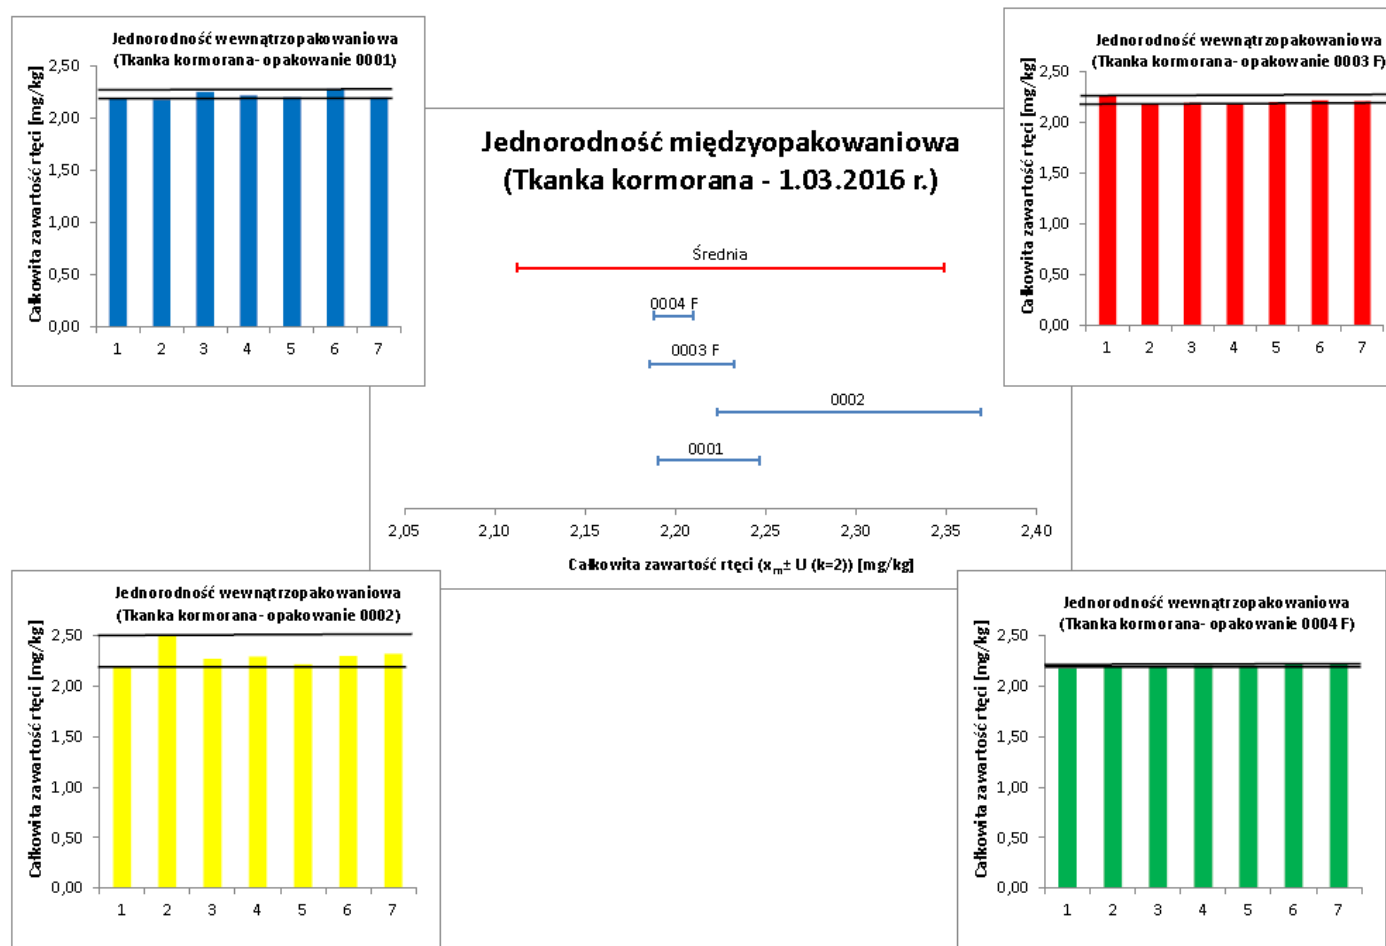 Jednorodność wewnątrzopakowaniowa
(Tkanka kormorana- opakowanie 0001)
Całkowita zawartość rtęci [mg/kg]
2,50
2,00
1,50
1,00
0,50
0,00
1 2 3 4 5 6 7
Jednorodność wewnątrzopakowaniowa
(Tkanka kormorana- opakowanie 0003 F)
Całkowita zawartość rtęci [mg/kg]
2,50
2,00
1,50
1,00
0,50
0,00
1 2 3 4 5 6 7
Jednorodność międzyopakowaniowa
(Tkanka kormorana - 1.03.2016 r.)
Średnia
0004 F
0003 F
0002
0001
2,05 2,10 2,15 2,20 2,25 2,30 2,35 2,40
Całkowita zawartość rtęci (xm± U (k=2)) [mg/kg]
Jednorodność wewnątrzopakowaniowa
(Tkanka kormorana- opakowanie 0002)
Całkowita zawartość rtęci [mg/kg]
2,50
2,00
1,50
1,00
0,50
0,00
1 2 3 4 5 6 7
Jednorodność wewnątrzopakowaniowa
(Tkanka kormorana- opakowanie 0004 F)
Całkowita zawartość rtęci [mg/kg]
2,50
2,00
1,50
1,00
0,50
0,00
1 2 3 4 5 6 7